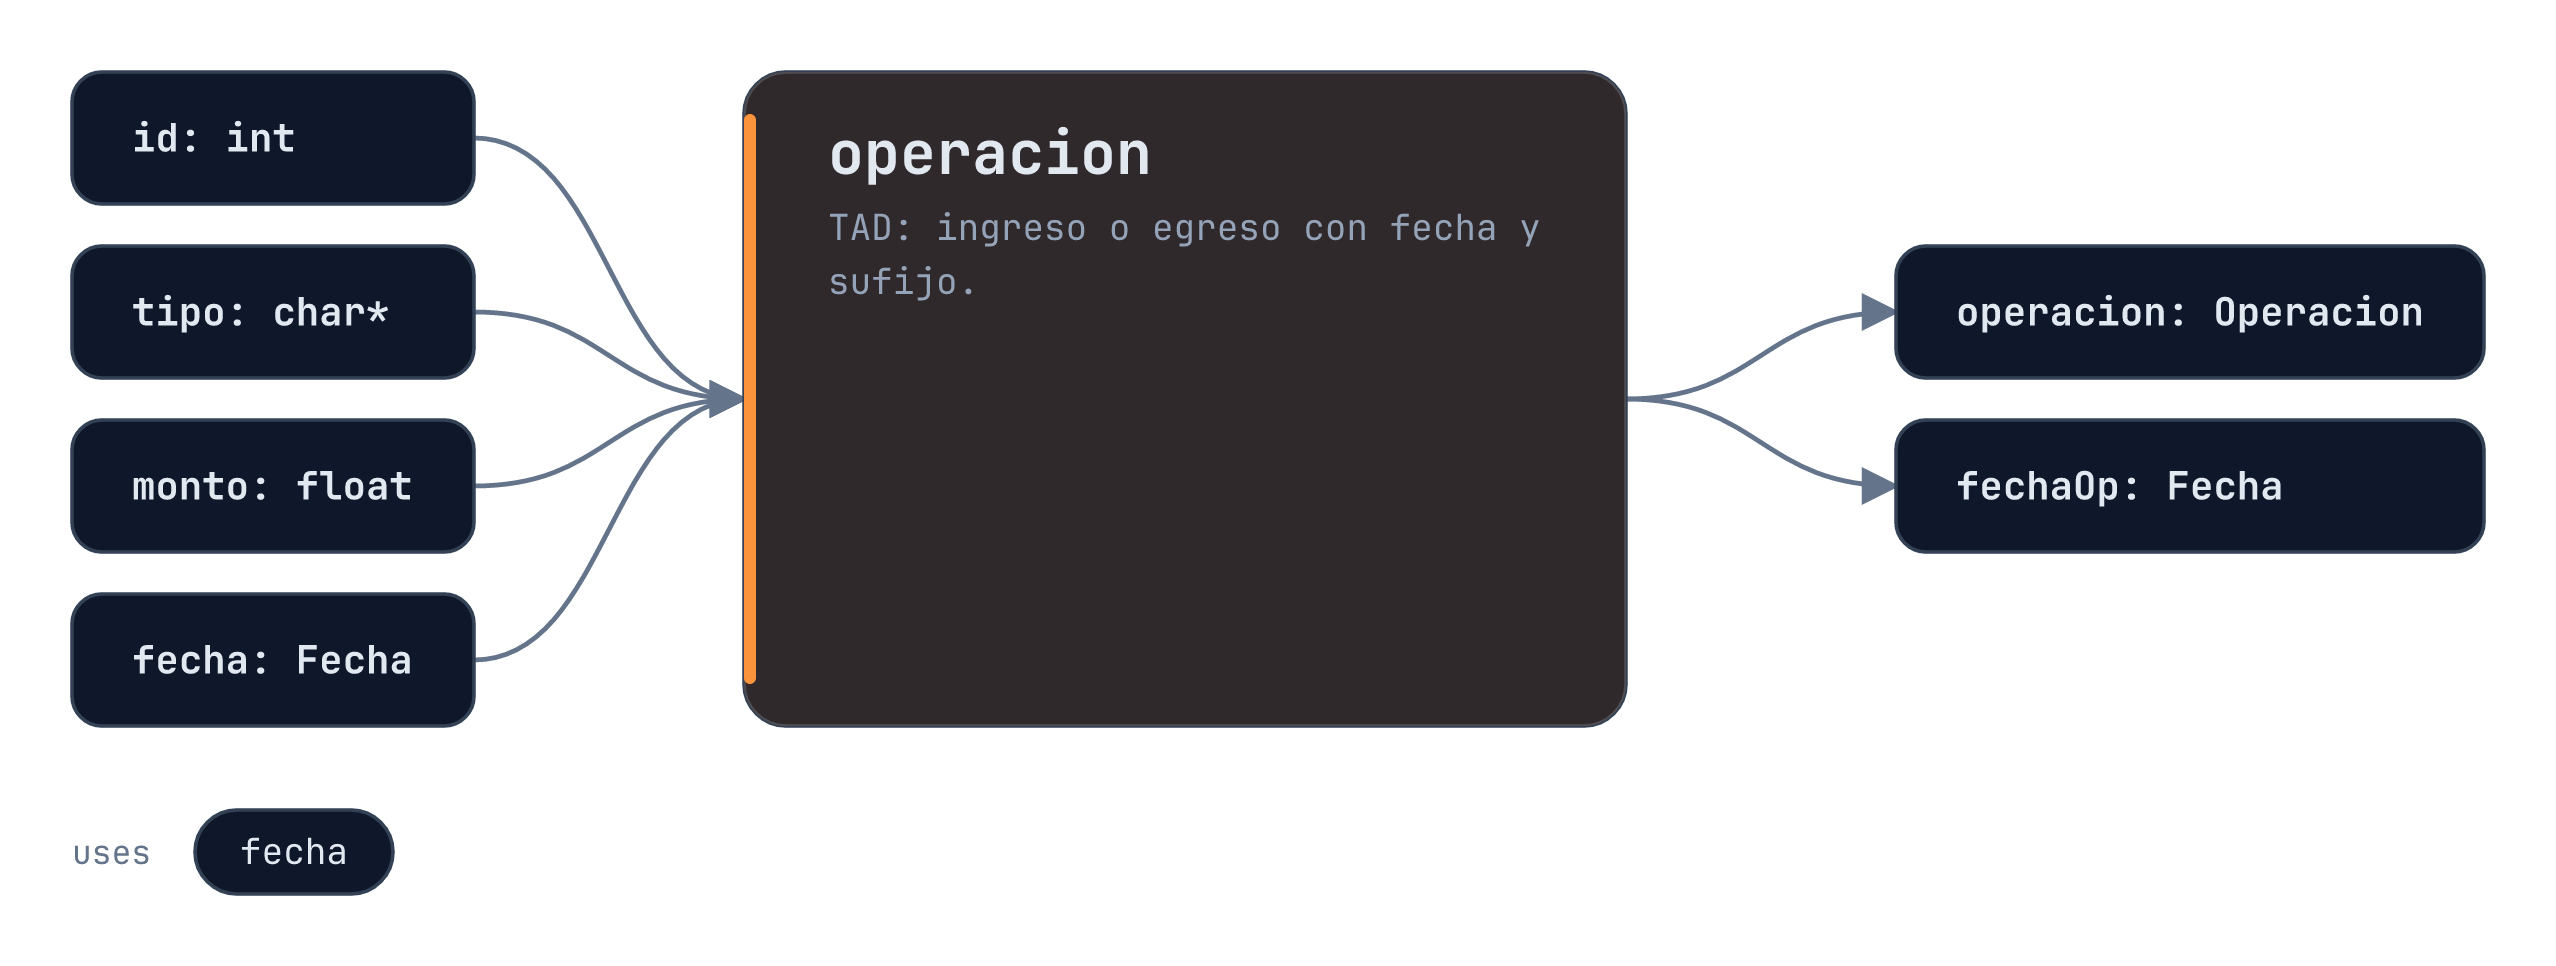 id: int
tipo: char*
monto: float
fecha: Fecha
operacion
TAD: ingreso o egreso con fecha y
sufijo.
operacion: Operacion
fechaOp: Fecha
uses
fecha